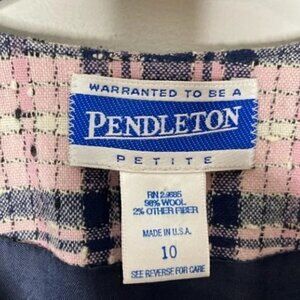 WARRANTED TO BE A
PENDLETON
PETITE
RN 29685
98% WOOL
2% OTHER FIBER
MADE IN U.S.A.
10
SEE REVERSE FOR CARE